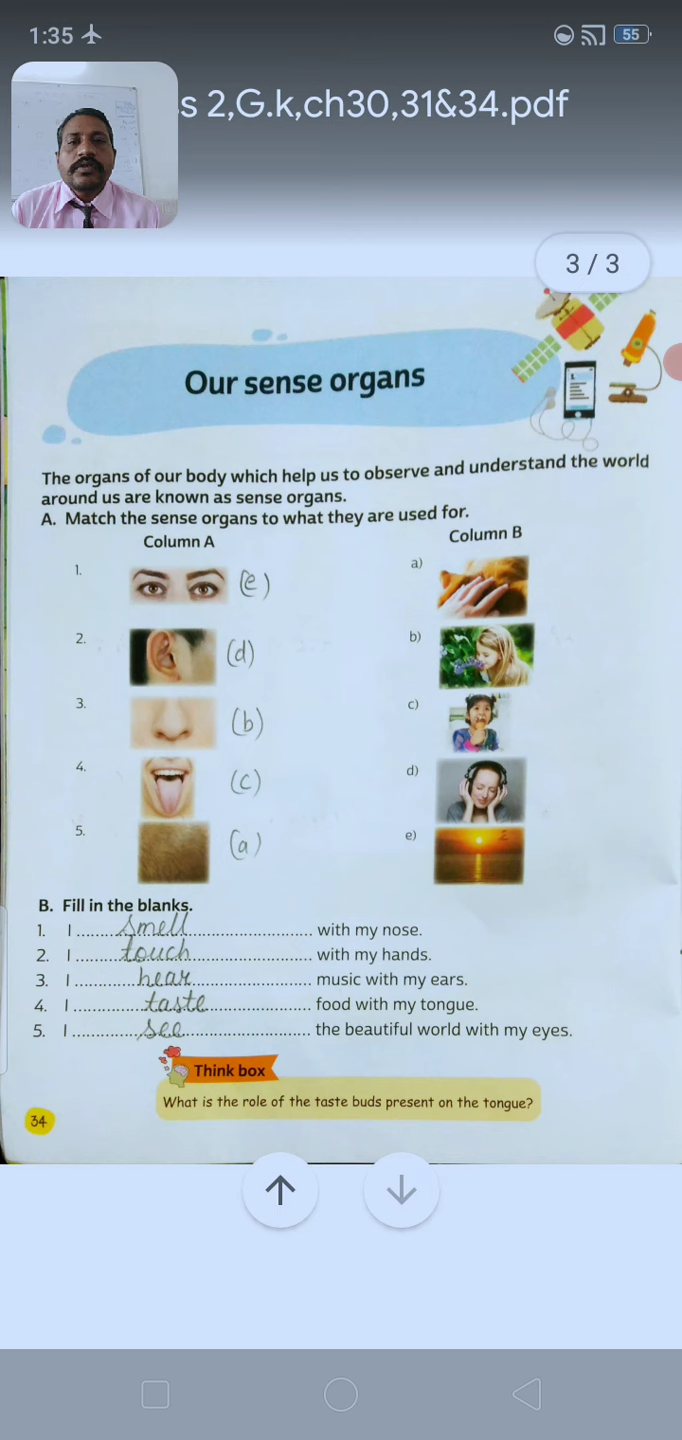 1:35
55
s 2,G.k,ch30,31&34.pdf
3 / 3
Our sense organs
The organs of our body which help us to observe and understand the world
around us are known as sense organs.
A. Match the sense organs to what they are used for.
Column A Column B
1. (e) a)
2. (d) b)
3. (b) c)
4. (c) d)
5. (a) e)
B. Fill in the blanks.
1. I ........smell........ with my nose.
2. I ........touch........ with my hands.
3. I ........hear........ music with my ears.
4. I ........taste........ food with my tongue.
5. I ........see........ the beautiful world with my eyes.
Think box
What is the role of the taste buds present on the tongue?
34